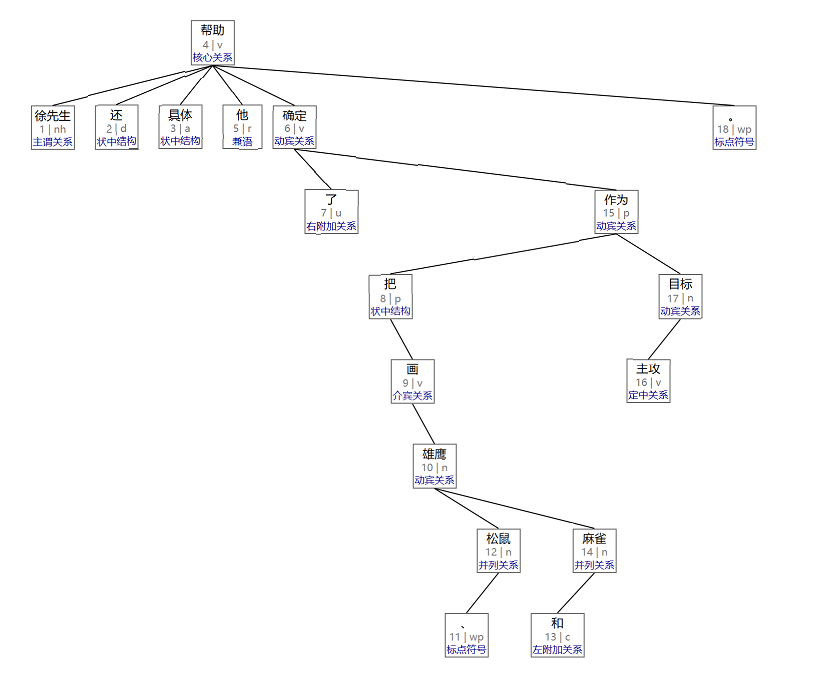 帮助
4 | v
核心关系
徐先生
1 | nh
主谓关系
还
2 | d
状中结构
具体
3 | a
状中结构
他
5 | r
兼语
确定
6 | v
动宾关系
。
18 | wp
标点符号
了
7 | u
右附加关系
作为
15 | p
动宾关系
把
8 | p
状中结构
目标
17 | n
动宾关系
画
9 | v
介宾关系
主攻
16 | v
定中关系
雄鹰
10 | n
动宾关系
松鼠
12 | n
并列关系
麻雀
14 | n
并列关系
、
11 | wp
标点符号
和
13 | c
左附加关系